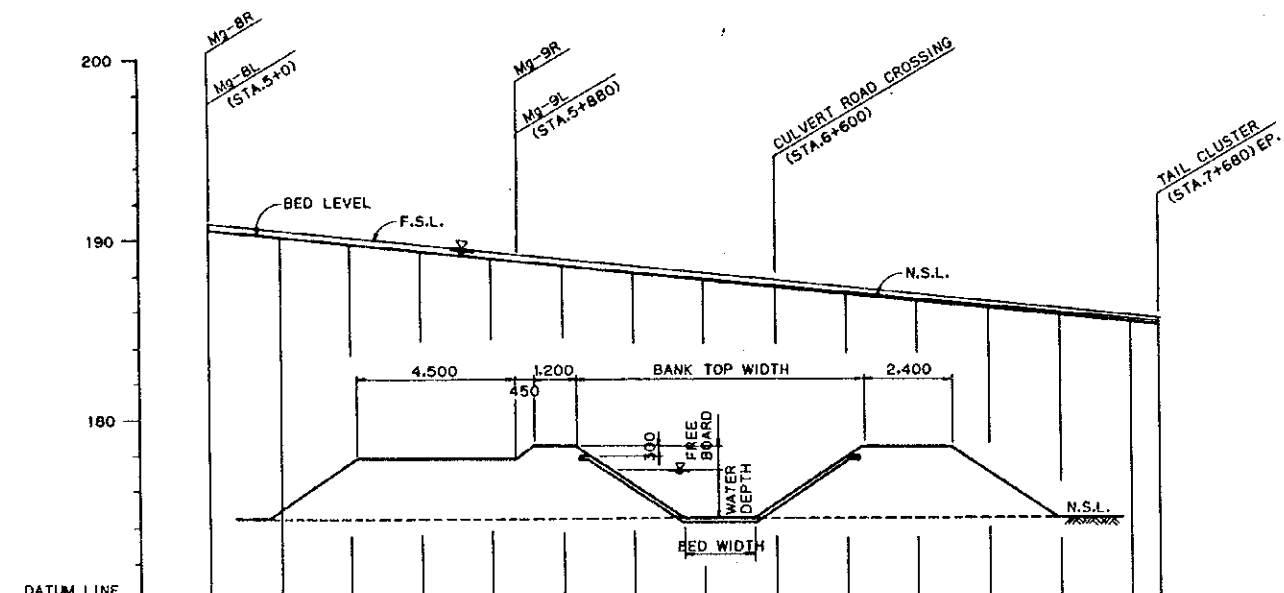 200
190
180
DATUM LINE
Mg-8R
Mg-8L
(STA.5+0)
Mg-9R
Mg-9L
(STA.5+880)
CULVERT ROAD CROSSING
(STA.6+600)
TAIL CLUSTER
(STA.7+680) EP.
BED LEVEL
F.S.L.
N.S.L.
4.500
450
1.200
BANK TOP WIDTH
2.400
300
FREE
BOARD
WATER
DEPTH
N.S.L.
BED WIDTH